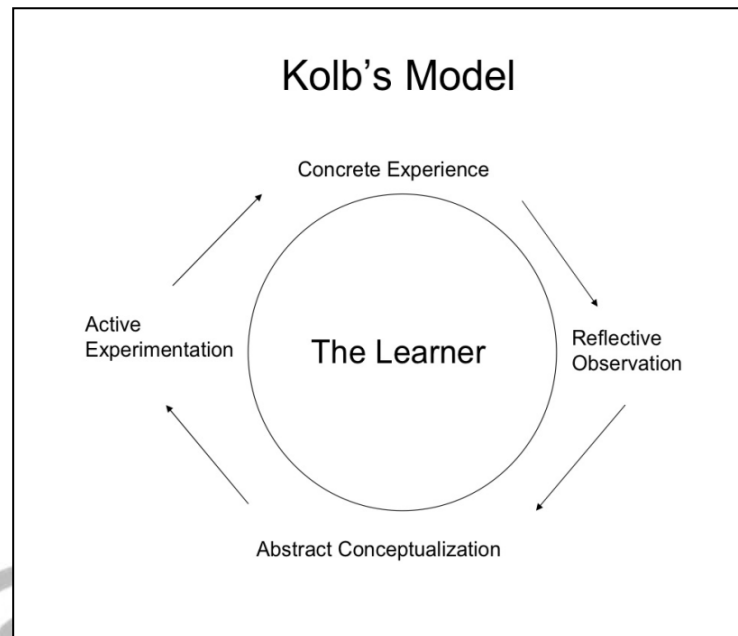 Kolb’s Model
Concrete Experience
Active
Experimentation
The Learner
Reflective
Observation
Abstract Conceptualization